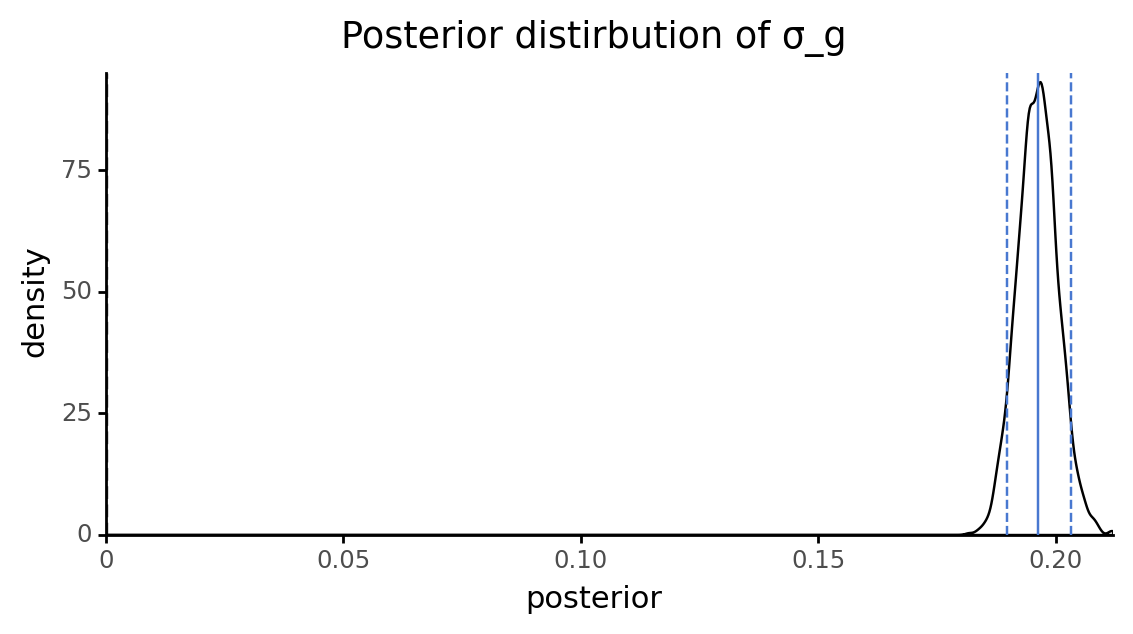 Posterior distirbution of σ_g
density
75
50
25
0
0 0.05 0.10 0.15 0.20
posterior